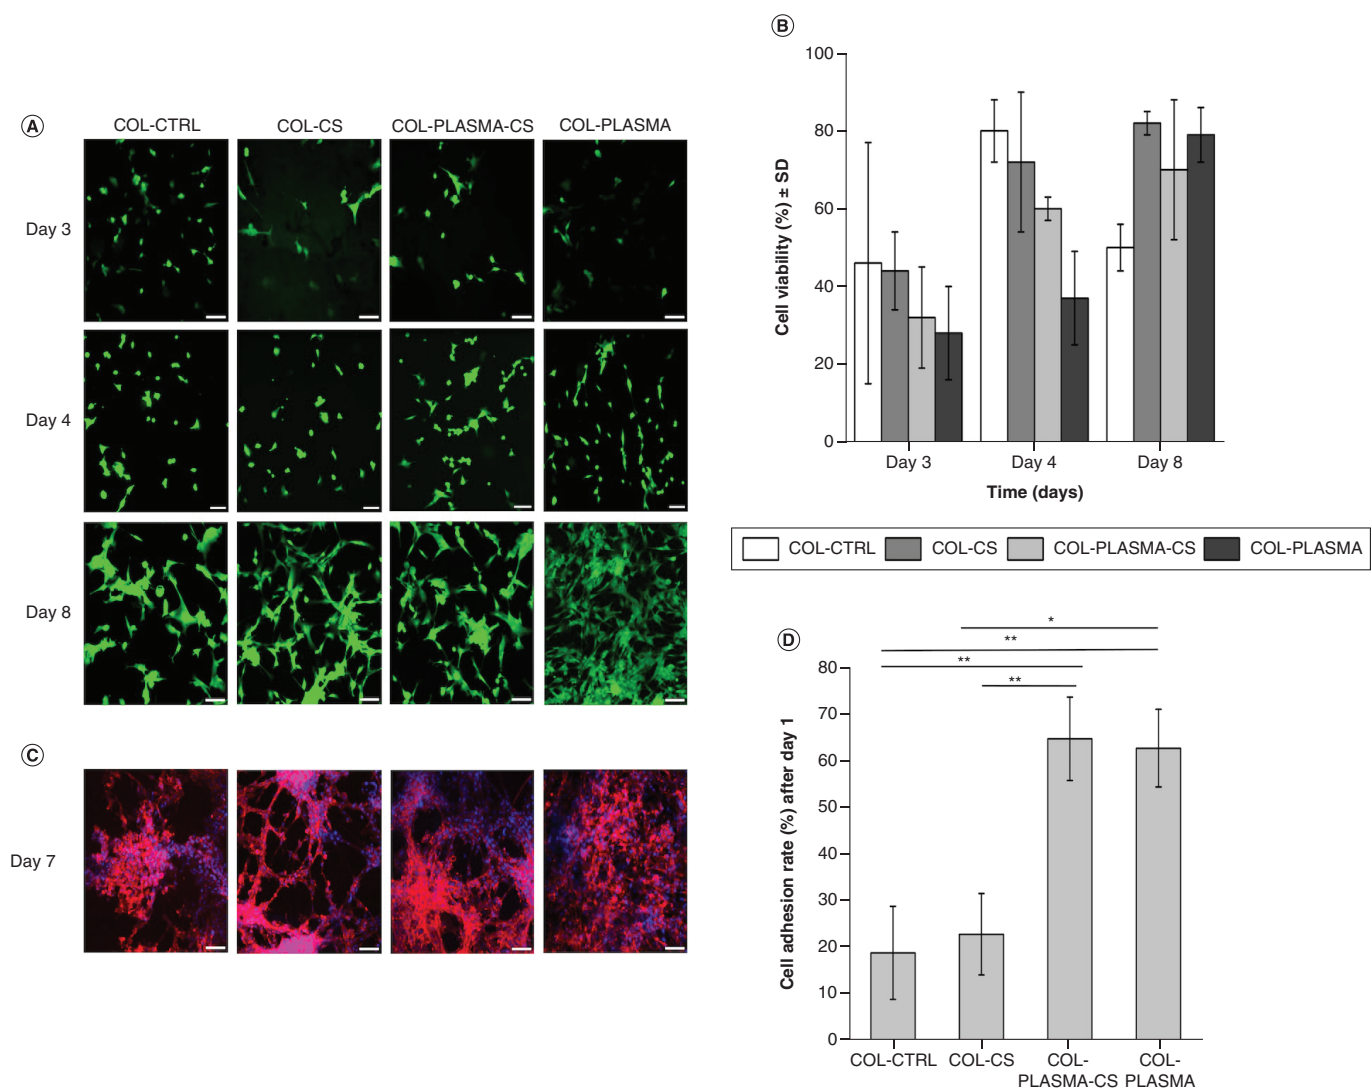 A
COL-CTRL COL-CS COL-PLASMA-CS COL-PLASMA
Day 3
Day 4
Day 8
C
Day 7
B
Cell viability (%) ± SD
100
80
60
40
20
0
Day 3 Day 4 Day 8
Time (days)
COL-CTRL COL-CS COL-PLASMA-CS COL-PLASMA
D
*
**
**
**
Cell adhesion rate (%) after day 1
80
70
60
50
40
30
20
10
0
COL-CTRL COL-CS COL- COL-
PLASMA-CS PLASMA